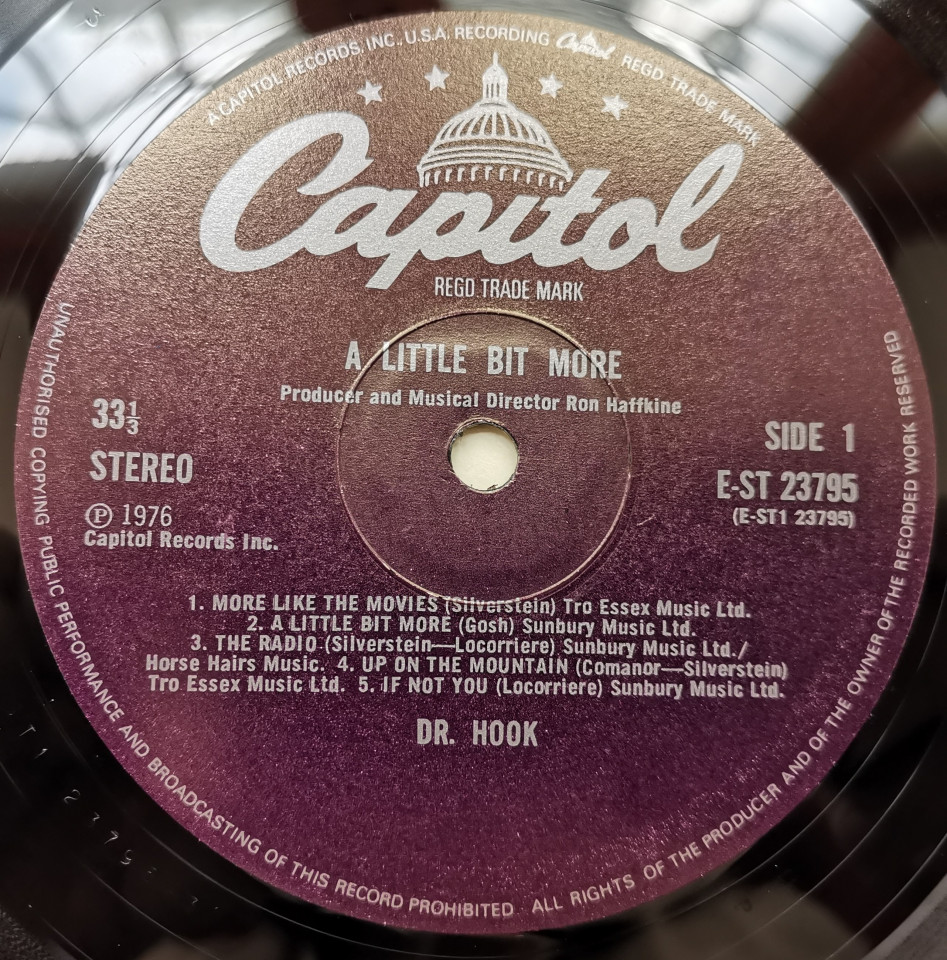 A CAPITOL RECORDS, INC., U.S.A. RECORDING Capitol REGD. TRADE MARK
Capitol
REGD. TRADE MARK
A LITTLE BIT MORE
Producer and Musical Director Ron Haffkine
33⅓
STEREO
Ⓟ 1976
Capitol Records Inc.
SIDE 1
E-ST 23795
(E-ST1 23795)
1. MORE LIKE THE MOVIES (Silverstein) Tro Essex Music Ltd.
2. A LITTLE BIT MORE (Gosh) Sunbury Music Ltd.
3. THE RADIO (Silverstein—Locorriere) Sunbury Music Ltd./
Horse Hairs Music. 4. UP ON THE MOUNTAIN (Comanor—Silverstein)
Tro Essex Music Ltd. 5. IF NOT YOU (Locorriere) Sunbury Music Ltd.
DR. HOOK
UNAUTHORISED COPYING PUBLIC PERFORMANCE AND BROADCASTING OF THIS RECORD PROHIBITED. ALL RIGHTS OF THE PRODUCER AND OF THE OWNER OF THE RECORDED WORK RESERVED